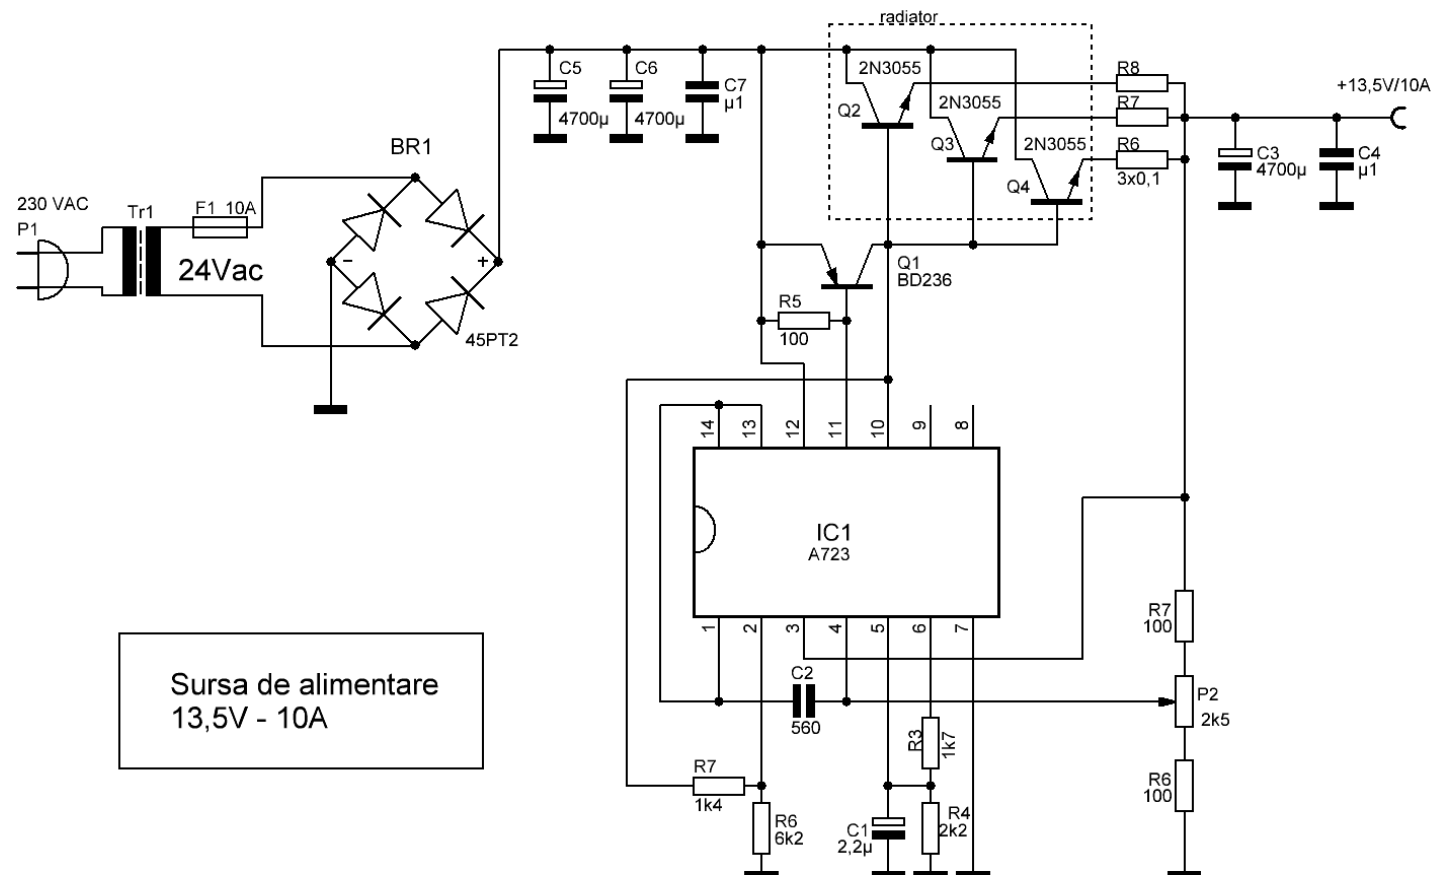 radiator
C5
4700µ
C6
4700µ
C7
µ1
2N3055
Q2
2N3055
Q3
2N3055
Q4
R8
R7
R6
3x0,1
+13,5V/10A
C3
4700µ
C4
µ1
BR1
230 VAC
P1
Tr1
F1 10A
24Vac
-
+
45PT2
Q1
BD236
R5
100
14
13
12
11
10
9
8
IC1
A723
1
2
3
4
5
6
7
R7
100
P2
2k5
R6
100
C2
560
R3
1k7
R7
1k4
R6
6k2
C1
2,2µ
R4
2k2
Sursa de alimentare
13,5V - 10A